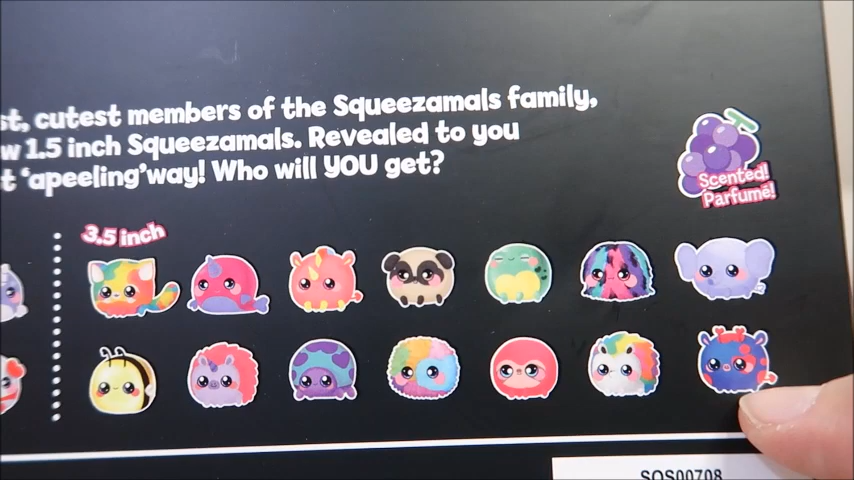 st, cutest members of the Squeezamals family,
w 1.5 inch Squeezamals. Revealed to you
t 'apeeling'way! Who will YOU get?
Scented!
Parfumé!
3.5 inch
SQS00708